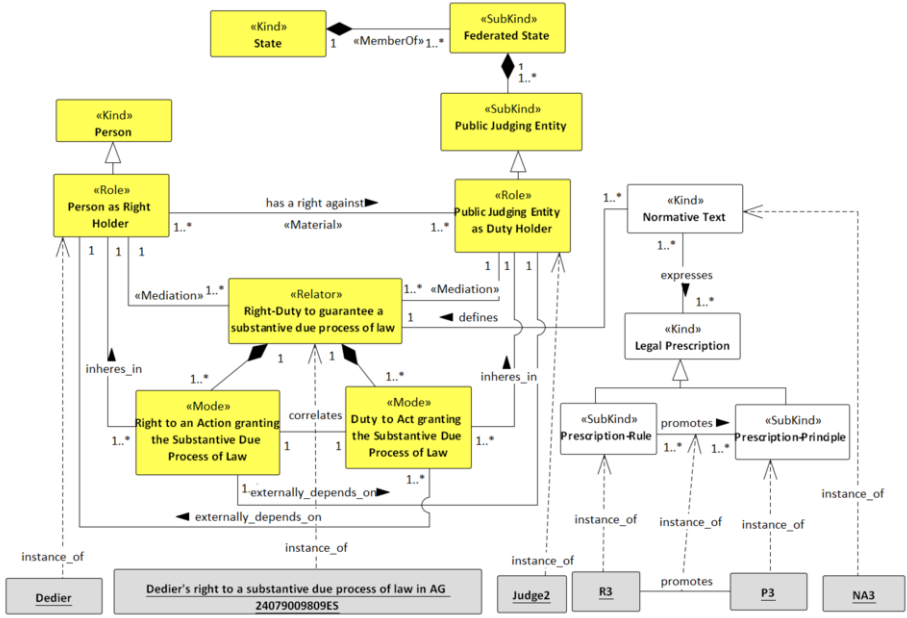 «Kind»
State
1
«MemberOf»
1..*
«SubKind»
Federated State
1
1..*
«SubKind»
Public Judging Entity
«Kind»
Person
«Role»
Person as Right
Holder
has a right against
1..*
«Material»
1..*
«Role»
Public Judging Entity
as Duty Holder
1..*
«Kind»
Normative Text
1..*
expresses
1..*
1
1
1
1
1
1
«Mediation»
1..*
«Relator»
Right-Duty to guarantee a
substantive due process of law
1..*
«Mediation»
1
defines
«Kind»
Legal Prescription
1
1
inheres_in
1..*
1..*
inheres_in
«Mode»
Right to an Action granting
the Substantive Due
Process of Law
correlates
1
1
«Mode»
Duty to Act granting
the Substantive Due
Process of Law
1..*
1..*
«SubKind»
Prescription-Rule
promotes
1..*
1..*
«SubKind»
Prescription-Principle
1..
externally_depends_on
1..*
externally_depends_on
instance_of
instance_of
instance_of
instance_of
instance_of
instance_of
instance_of
Dedier
Dedier's right to a substantive due process of law in AG
24079009809ES
Judge2
R3
promotes
P3
NA3